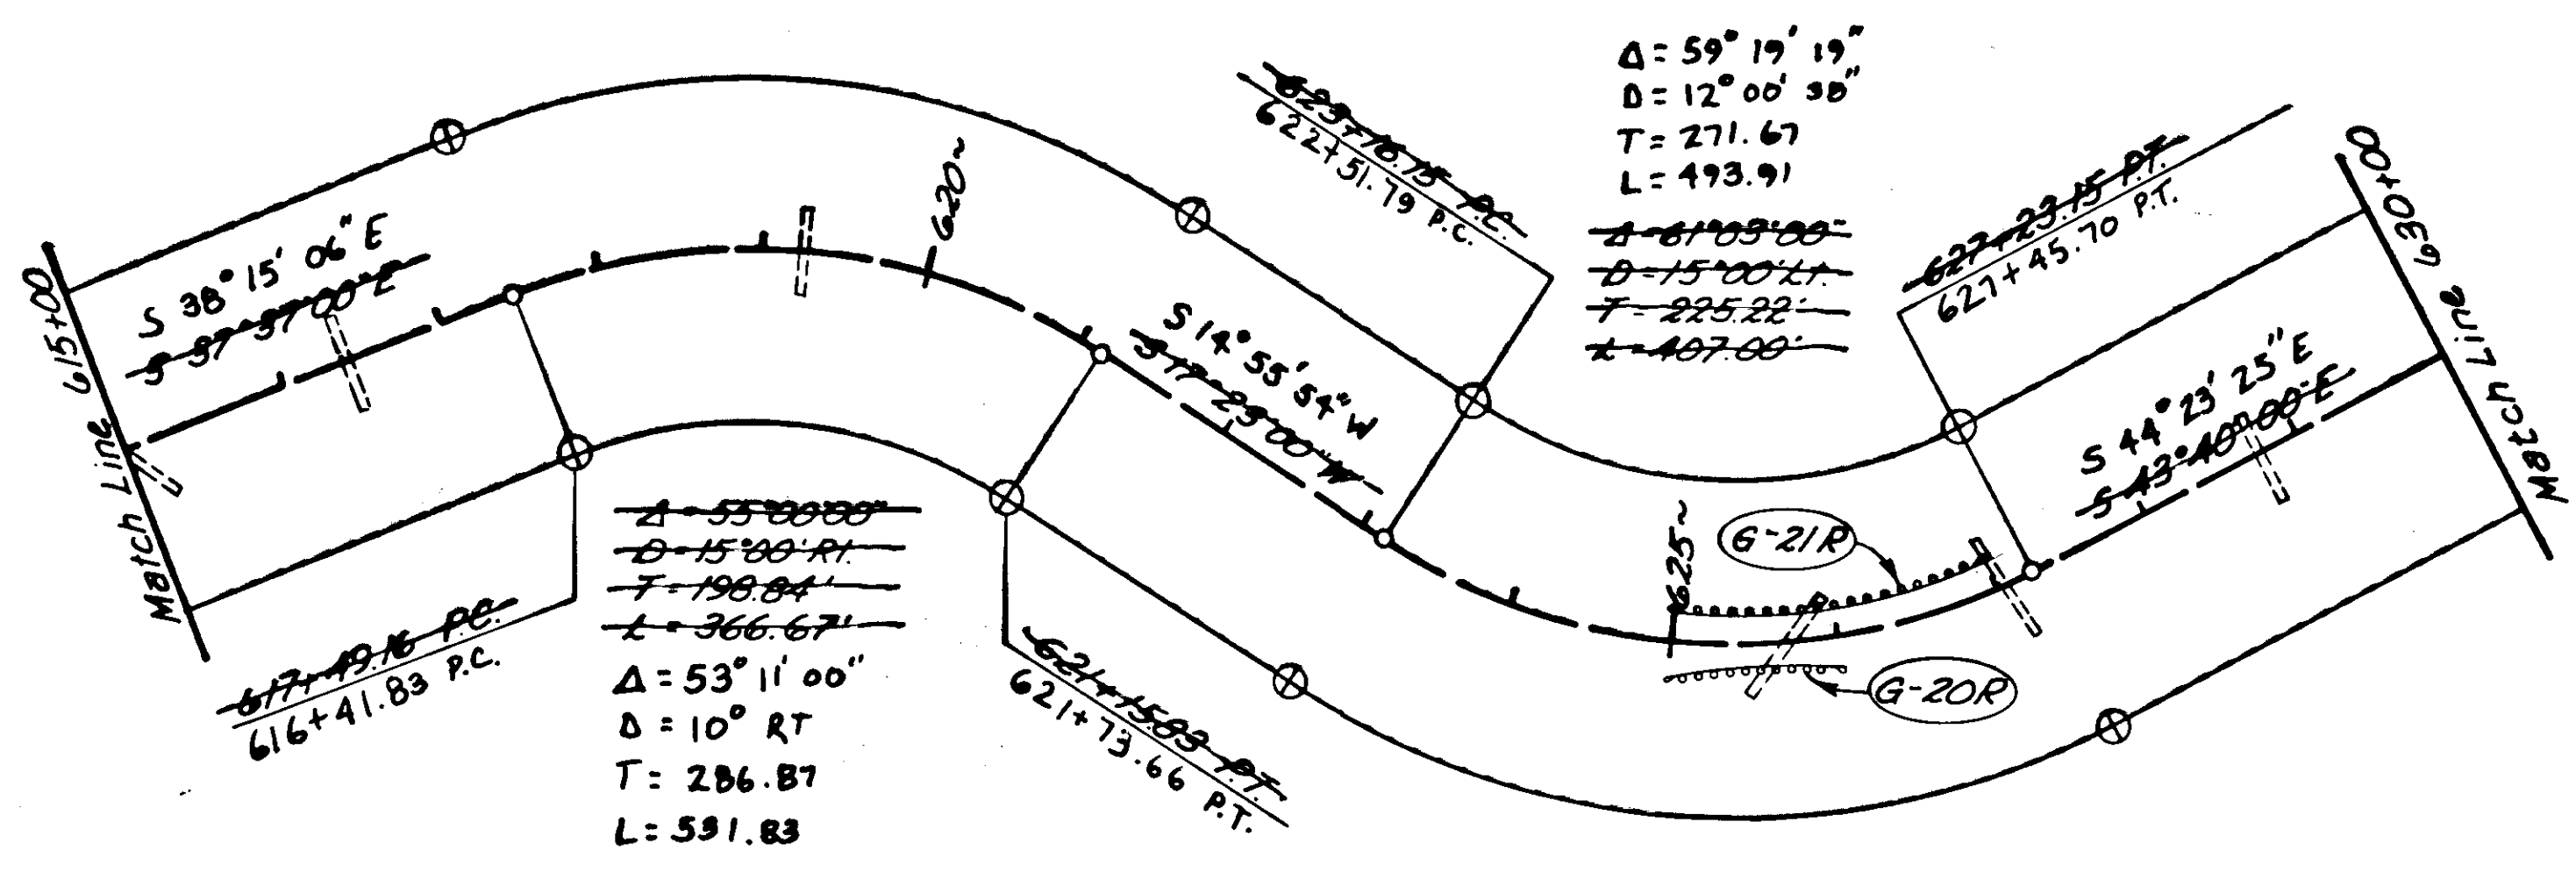 Match Line 615+00
S 38° 15' 06" E
S 37° 37' 00" E
617+49.16 P.C.
616+41.83 P.C.
620~
Δ = 55°00'00"
D = 15°00' Rt.
T = 198.84'
L = 366.67'
Δ = 53° 11' 00"
D = 10° RT
T = 286.87
L = 531.83
621+15.83 P.T.
621+73.66 P.T.
S 14° 55' 54" W
S 17° 23' 00" W
623+16.15 P.C.
622+51.79 P.C.
Δ = 59° 19' 19"
D = 12° 00' 38"
T = 271.67
L = 493.91
Δ = 61°03'00"
D = 15°00' Lt.
T = 225.22'
L = 407.00'
627+23.15 P.T.
627+45.70 P.T.
625~
G-21R
G-20R
S 44° 23' 25" E
S 43° 40' 00" E
Match Line 630+00